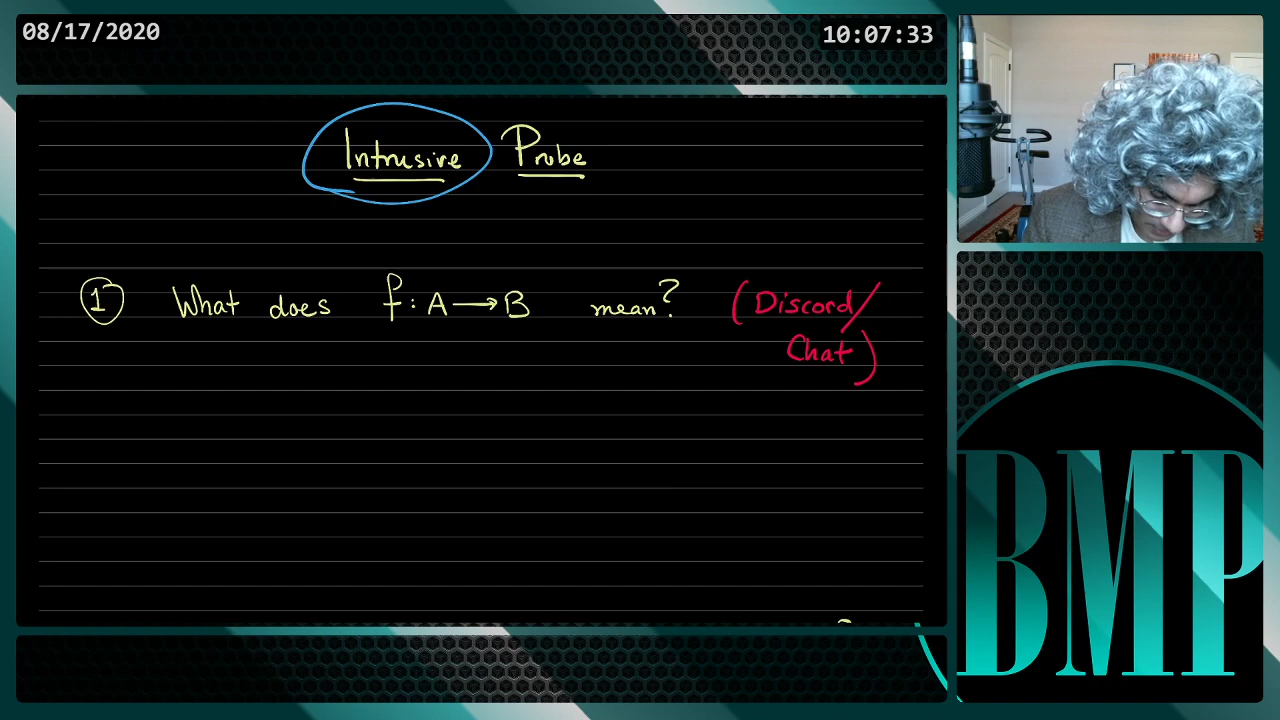 08/17/2020
10:07:33
Intrusive Probe
① What does f: A → B mean? (Discord/
Chat)
BMP